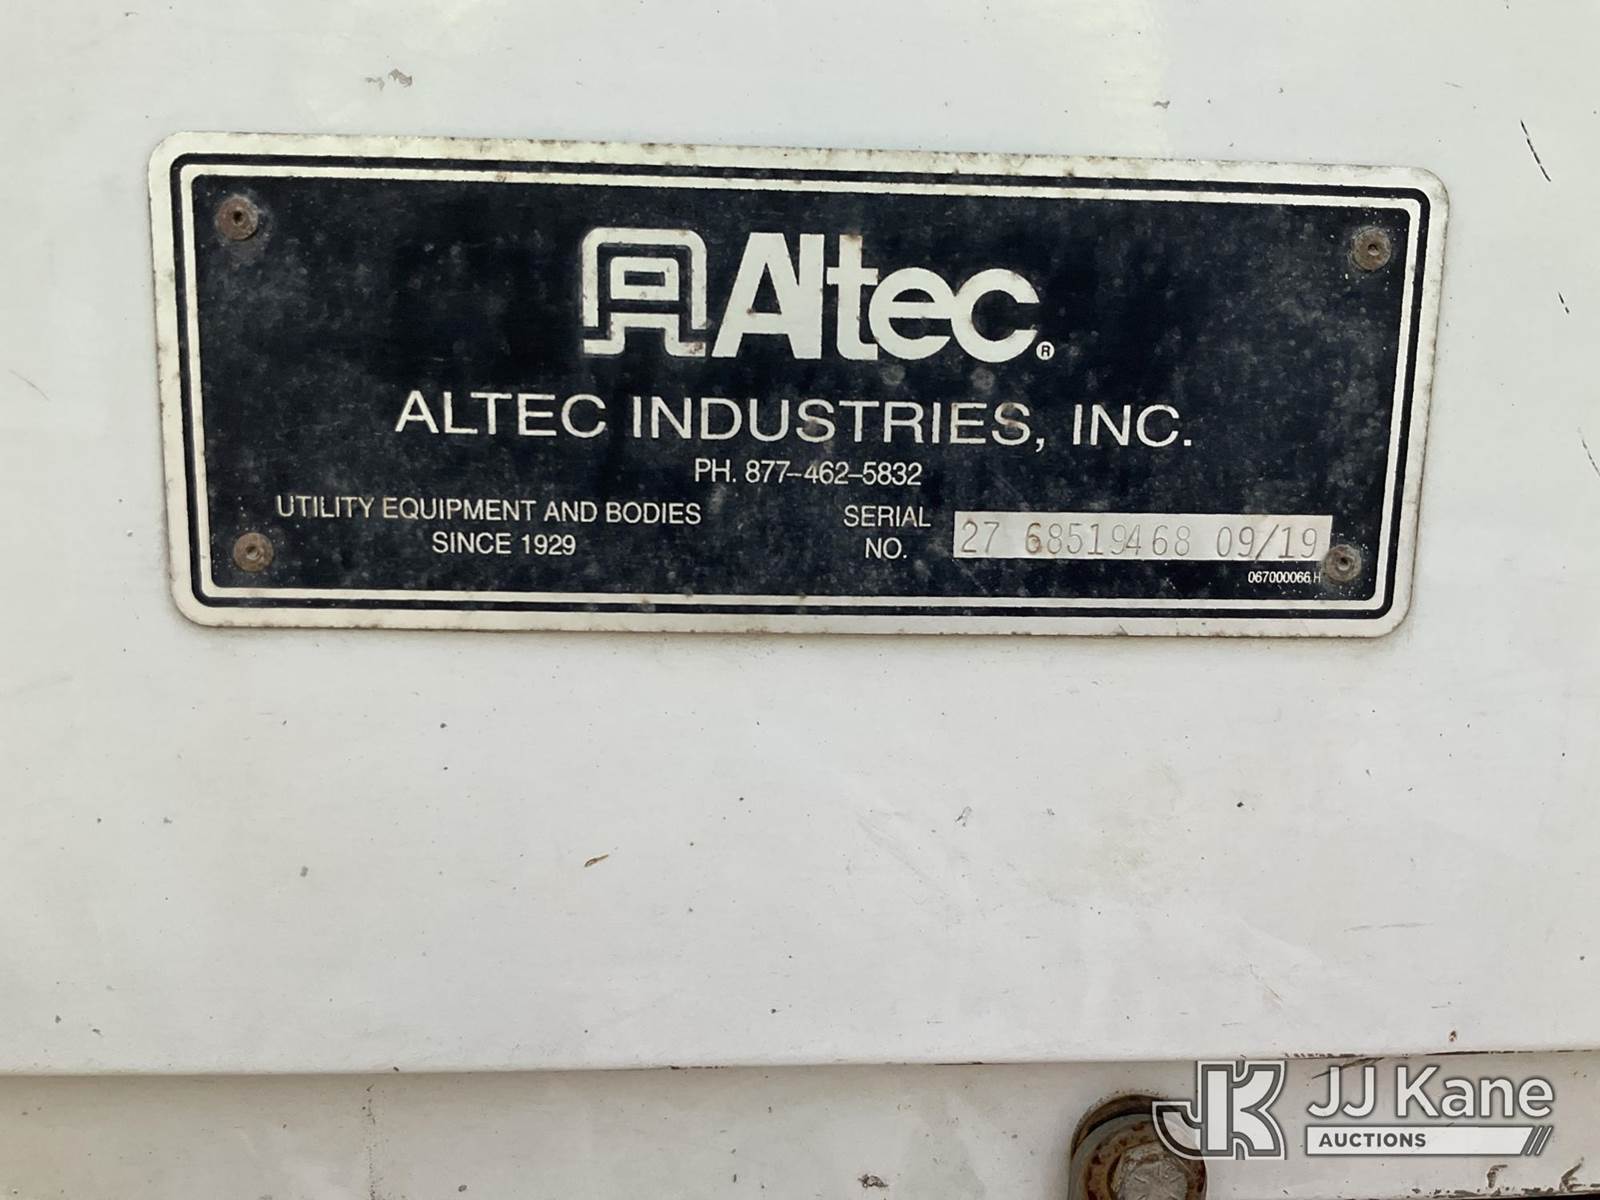 Altec®
ALTEC INDUSTRIES, INC.
PH. 877-462-5832
UTILITY EQUIPMENT AND BODIES
SINCE 1929
SERIAL
NO.
27 68519468 09/19
067000066 H
JK JJ Kane
AUCTIONS